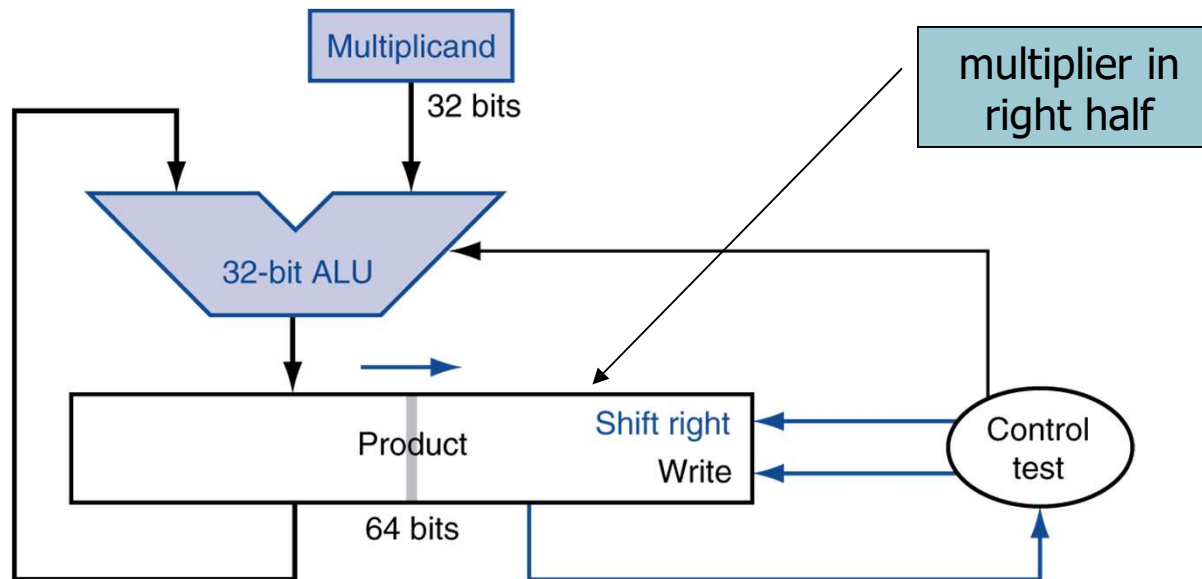 Multiplicand
multiplier in
right half
32 bits
32-bit ALU
Shift right
Product
Write
Control
test
64 bits